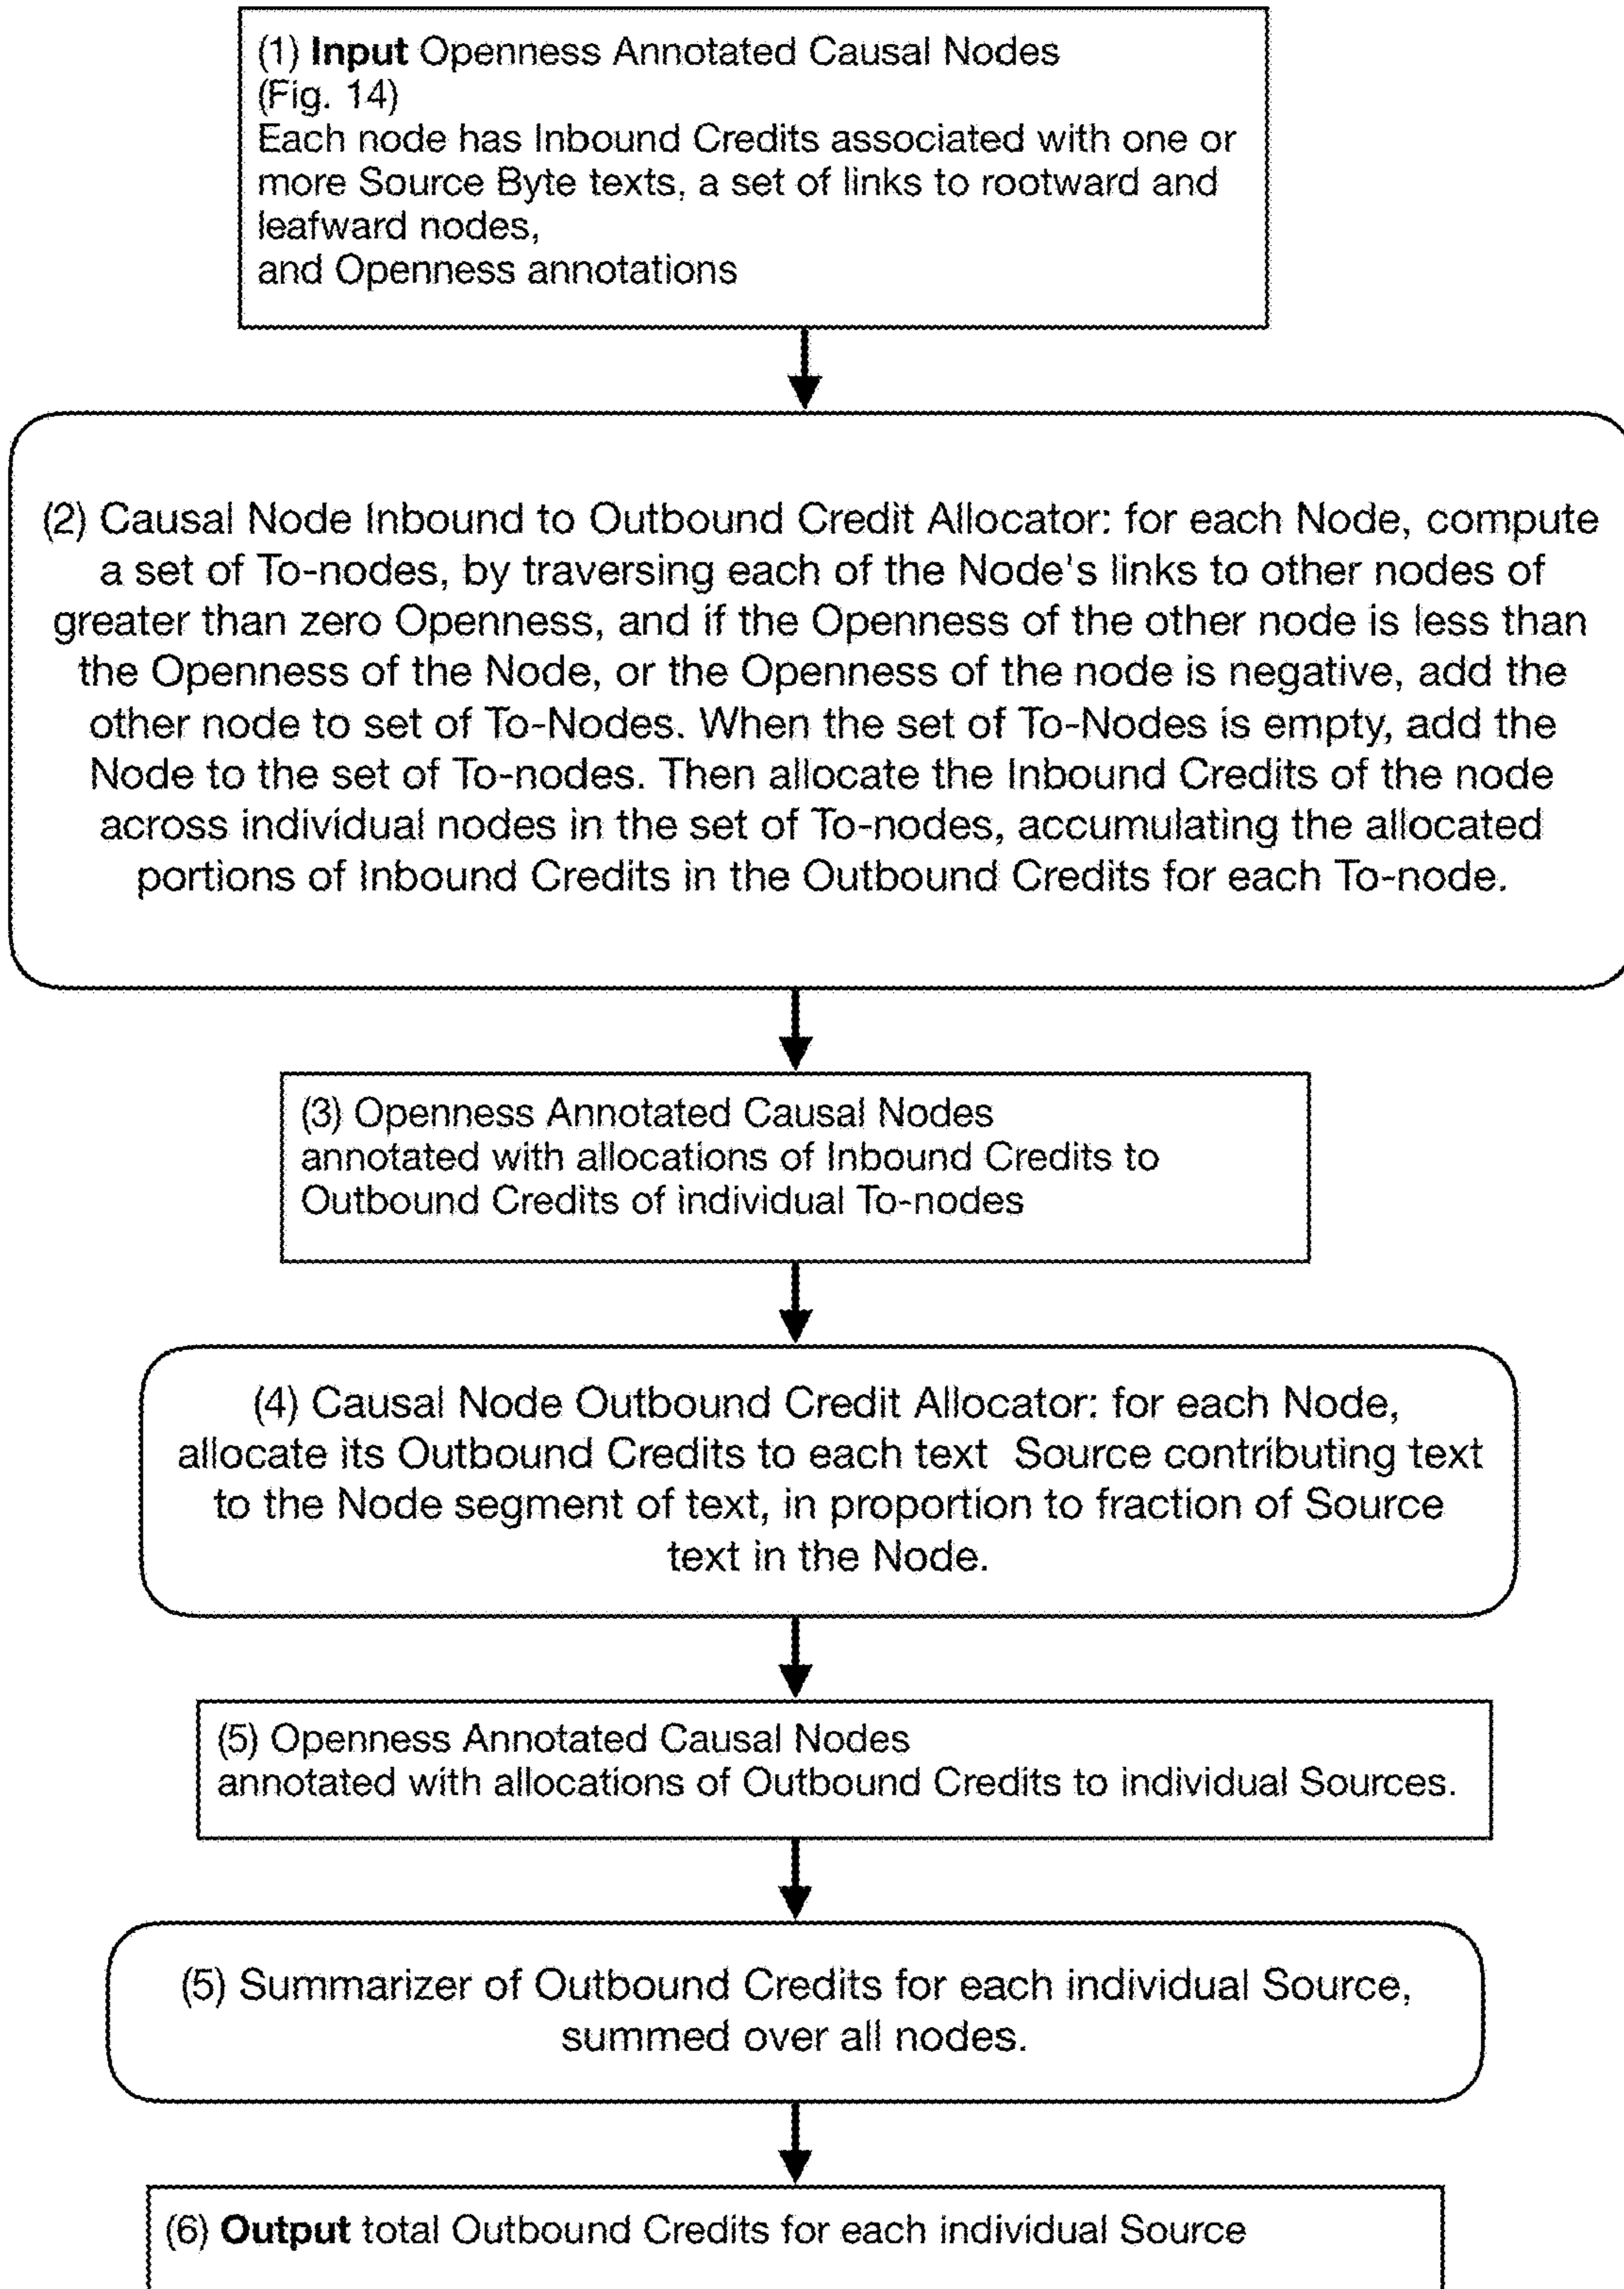 (1) Input Openness Annotated Causal Nodes
(Fig. 14)
Each node has Inbound Credits associated with one or
more Source Byte texts, a set of links to rootward and
leafward nodes,
and Openness annotations
(2) Causal Node Inbound to Outbound Credit Allocator: for each Node, compute
a set of To-nodes, by traversing each of the Node's links to other nodes of
greater than zero Openness, and if the Openness of the other node is less than
the Openness of the Node, or the Openness of the node is negative, add the
other node to set of To-Nodes. When the set of To-Nodes is empty, add the
Node to the set of To-nodes. Then allocate the Inbound Credits of the node
across individual nodes in the set of To-nodes, accumulating the allocated
portions of Inbound Credits in the Outbound Credits for each To-node.
(3) Openness Annotated Causal Nodes
annotated with allocations of Inbound Credits to
Outbound Credits of individual To-nodes
(4) Causal Node Outbound Credit Allocator: for each Node,
allocate its Outbound Credits to each text Source contributing text
to the Node segment of text, in proportion to fraction of Source
text in the Node.
(5) Openness Annotated Causal Nodes
annotated with allocations of Outbound Credits to individual Sources.
(5) Summarizer of Outbound Credits for each individual Source,
summed over all nodes.
(6) Output total Outbound Credits for each individual Source